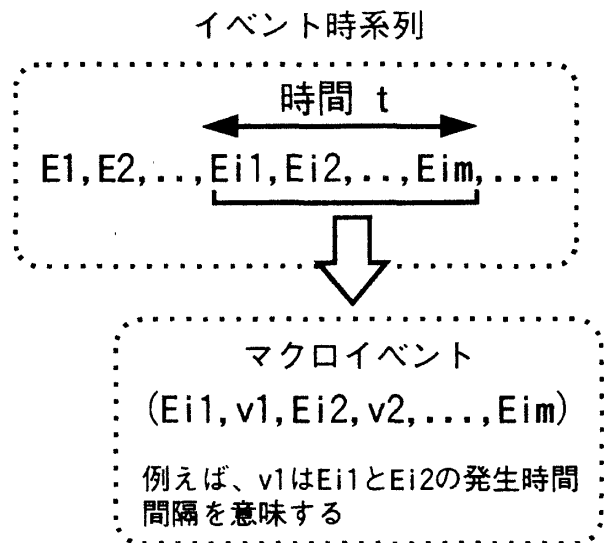 イベント時系列
時間 t
E1,E2,..,Ei1,Ei2,..,Eim,....
マクロイベント
(Ei1,v1,Ei2,v2,...,Eim)
例えば、v1はEi1とEi2の発生時間
間隔を意味する